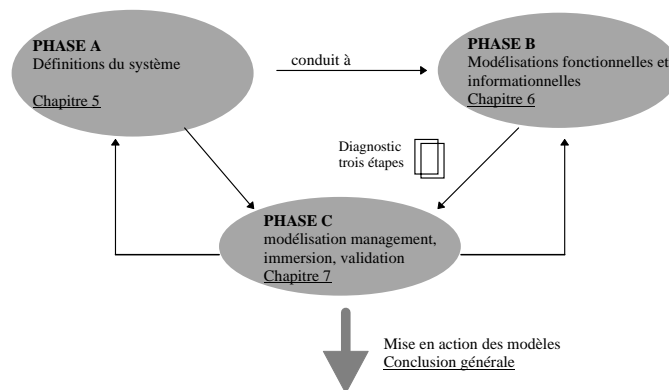 PHASE A
Définitions du système
Chapitre 5
conduit à
PHASE B
Modélisations fonctionnelles et
informationnelles
Chapitre 6
Diagnostic
trois étapes
PHASE C
modélisation management,
immersion, validation
Chapitre 7
Mise en action des modèles
Conclusion générale